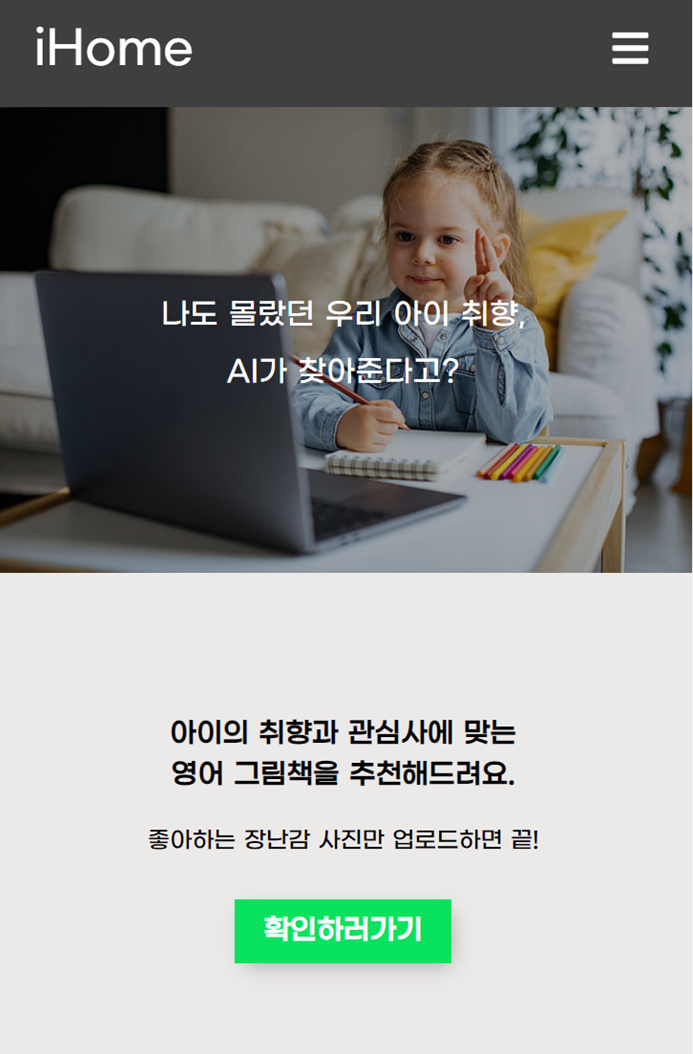 iHome
나도 몰랐던 우리 아이 취향,
AI가 찾아준다고?
아이의 취향과 관심사에 맞는
영어 그림책을 추천해드려요.
좋아하는 장난감 사진만 업로드하면 끝!
확인하러가기